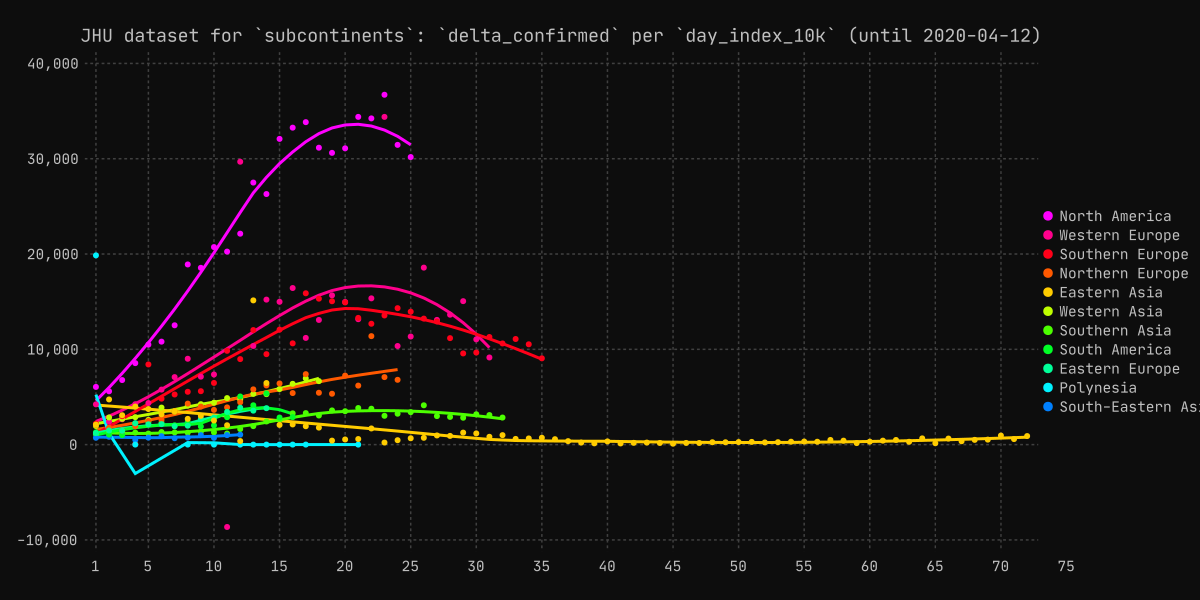 JHU dataset for `subcontinents`: `delta_confirmed` per `day_index_10k` (until 2020-04-12)
40,000
30,000
20,000
10,000
0
-10,000
1 5 10 15 20 25 30 35 40 45 50 55 60 65 70 75
North America
Western Europe
Southern Europe
Northern Europe
Eastern Asia
Western Asia
Southern Asia
South America
Eastern Europe
Polynesia
South-Eastern Asi